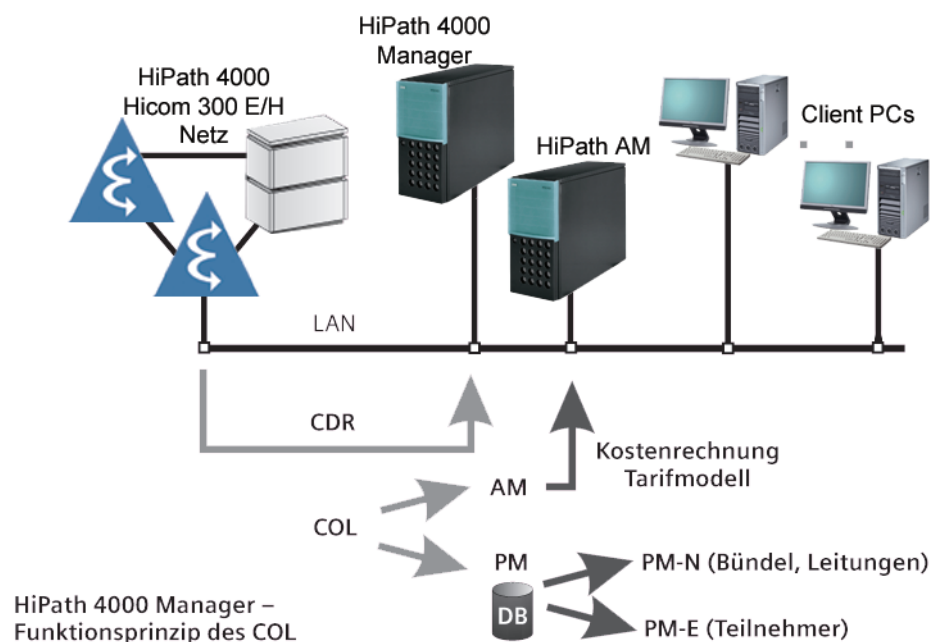 HiPath 4000
Manager
HiPath 4000
Hicom 300 E/H
Netz
HiPath AM
Client PCs
LAN
CDR
Kostenrechnung
Tarifmodell
AM
COL
PM
DB
PM-N (Bündel, Leitungen)
PM-E (Teilnehmer)
HiPath 4000 Manager –
Funktionsprinzip des COL